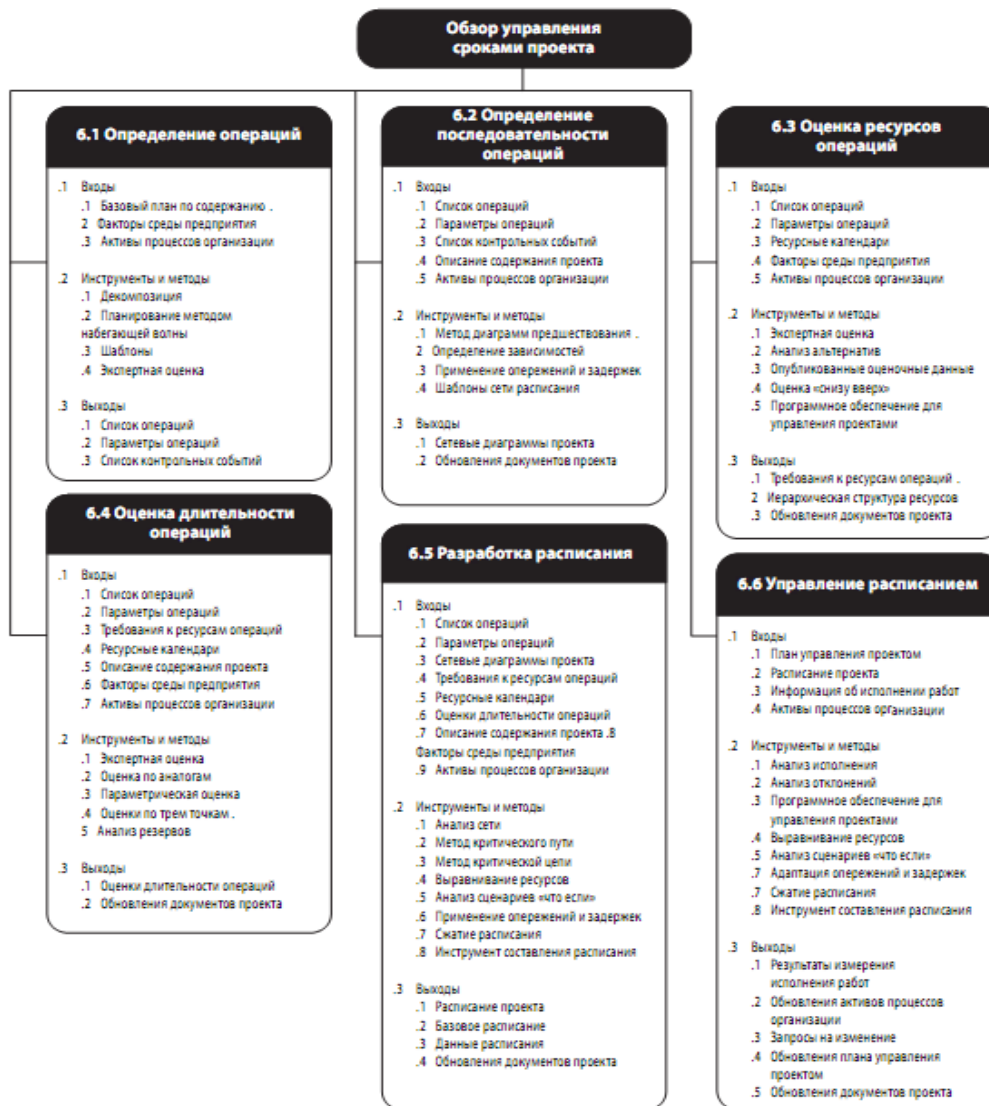 Обзор управления
сроками проекта
6.1 Определение операций
.1 Входы
.1 Базовый план по содержанию .
2 Факторы среды предприятия
.3 Активы процессов организации
.2 Инструменты и методы
.1 Декомпозиция
.2 Планирование методом
набегающей волны
.3 Шаблоны
.4 Экспертная оценка
.3 Выходы
.1 Список операций
.2 Параметры операций
.3 Список контрольных событий
6.2 Определение
последовательности
операций
.1 Входы
.1 Список операций
.2 Параметры операций
.3 Список контрольных событий
.4 Описание содержания проекта
.5 Активы процессов организации
.2 Инструменты и методы
.1 Метод диаграмм предшествования .
2 Определение зависимостей
.3 Применение опережений и задержек
.4 Шаблоны сети расписания
.3 Выходы
.1 Сетевые диаграммы проекта
.2 Обновления документов проекта
6.3 Оценка ресурсов
операций
.1 Входы
.1 Список операций
.2 Параметры операций
.3 Ресурсные календари
.4 Факторы среды предприятия
.5 Активы процессов организации
.2 Инструменты и методы
.1 Экспертная оценка
.2 Анализ альтернатив
.3 Опубликованные оценочные данные
.4 Оценка «снизу вверх»
.5 Программное обеспечение для
управления проектами
.3 Выходы
.1 Требования к ресурсам операций .
2 Иерархическая структура ресурсов
.3 Обновления документов проекта
6.4 Оценка длительности
операций
.1 Входы
.1 Список операций
.2 Параметры операций
.3 Требования к ресурсам операций
.4 Ресурсные календари
.5 Описание содержания проекта
.6 Факторы среды предприятия
.7 Активы процессов организации
.2 Инструменты и методы
.1 Экспертная оценка
.2 Оценка по аналогам
.3 Параметрическая оценка
.4 Оценки по трем точкам .
5 Анализ резервов
.3 Выходы
.1 Оценки длительности операций
.2 Обновления документов проекта
6.5 Разработка расписания
.1 Входы
.1 Список операций
.2 Параметры операций
.3 Сетевые диаграммы проекта
.4 Требования к ресурсам операций
.5 Ресурсные календари
.6 Оценки длительности операций
.7 Описание содержания проекта .8
Факторы среды предприятия
.9 Активы процессов организации
.2 Инструменты и методы
.1 Анализ сети
.2 Метод критического пути
.3 Метод критической цепи
.4 Выравнивание ресурсов
.5 Анализ сценариев «что если»
.6 Применение опережений и задержек
.7 Сжатие расписания
.8 Инструмент составления расписания
.3 Выходы
.1 Расписание проекта
.2 Базовое расписание
.3 Данные расписания
.4 Обновления документов проекта
6.6 Управление расписанием
.1 Входы
.1 План управления проектом
.2 Расписание проекта
.3 Информация об исполнении работ
.4 Активы процессов организации
.2 Инструменты и методы
.1 Анализ исполнения
.2 Анализ отклонений
.3 Программное обеспечение для
управления проектами
.4 Выравнивание ресурсов
.5 Анализ сценариев «что если»
.7 Адаптация опережений и задержек
.7 Сжатие расписания
.8 Инструмент составления расписания
.3 Выходы
.1 Результаты измерения
исполнения работ
.2 Обновления активов процессов
организации
.3 Запросы на изменение
.4 Обновления плана управления
проектом
.5 Обновления документов проекта